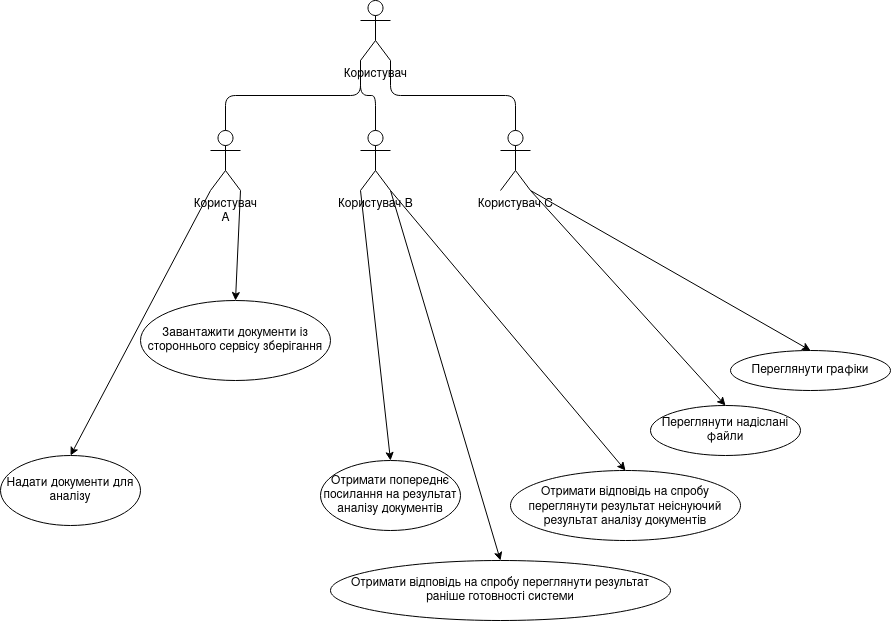 Користувач
Користувач
A
Користувач B
Користувач C
Завантажити документи із
стороннього сервісу зберігання
Переглянути графіки
Переглянути надіслані
файли
Надати документи для
аналізу
Отримати попереднє
посилання на результат
аналізу документів
Отримати відповідь на спробу
переглянути результат неіснуючий
результат аналізу документів
Отримати відповідь на спробу переглянути результат
раніше готовності системи